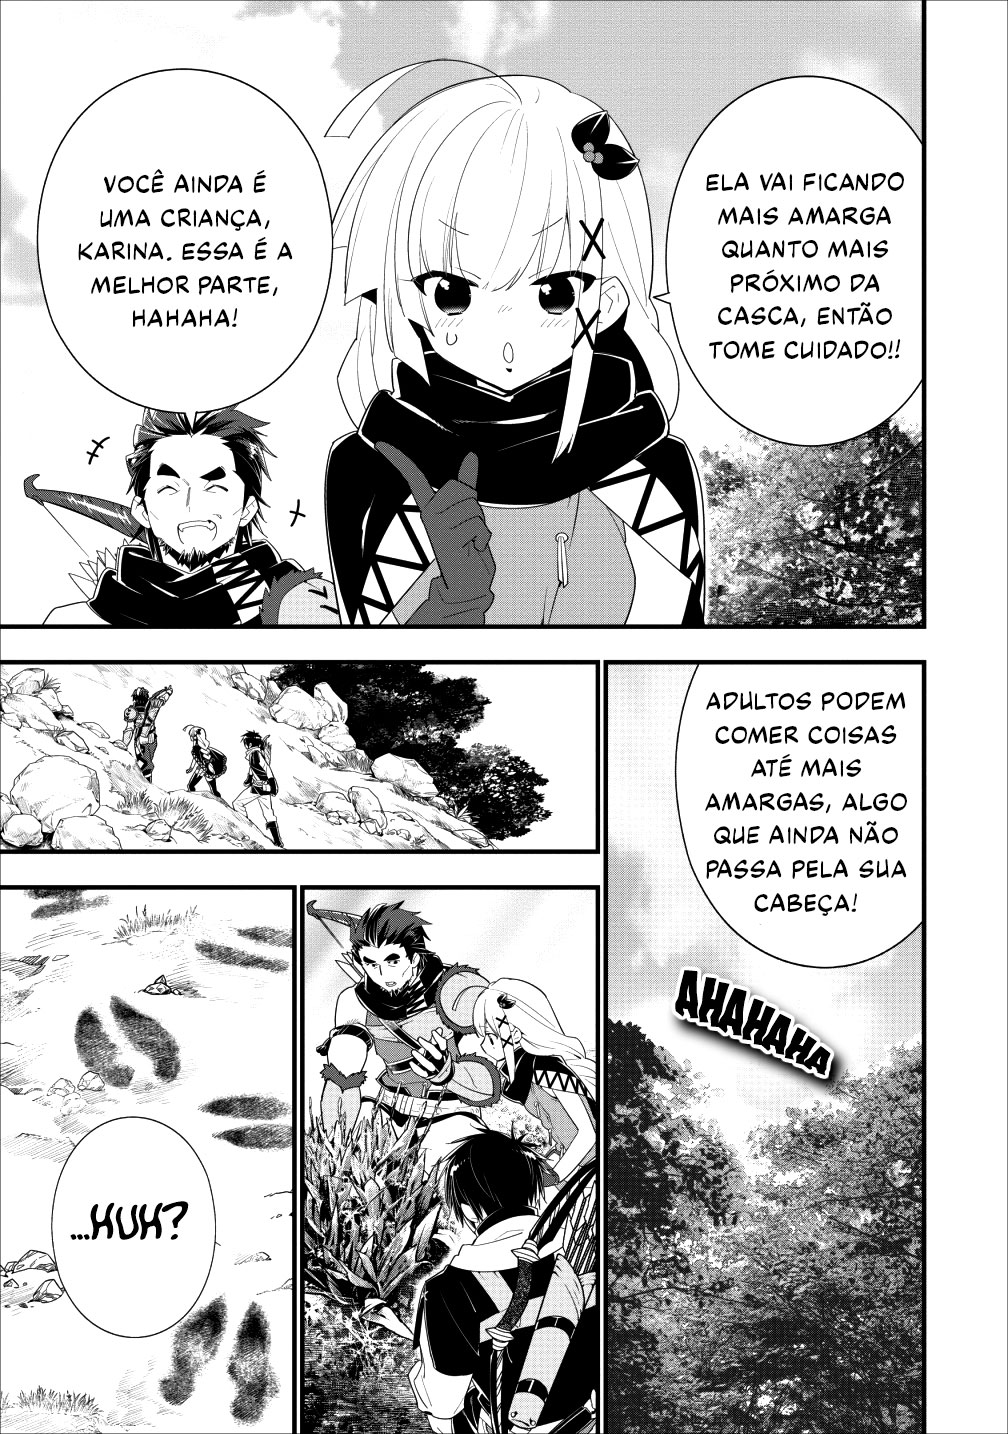 ELA VAI FICANDO
MAIS AMARGA
QUANTO MAIS
PRÓXIMO DA
CASCA, ENTÃO
TOME CUIDADO!!
VOCÊ AINDA É
UMA CRIANÇA,
KARINA. ESSA É A
MELHOR PARTE,
HAHAHA!
ADULTOS PODEM
COMER COISAS
ATÉ MAIS
AMARGAS, ALGO
QUE AINDA NÃO
PASSA PELA SUA
CABEÇA!
AHAHAHA
...HUH?